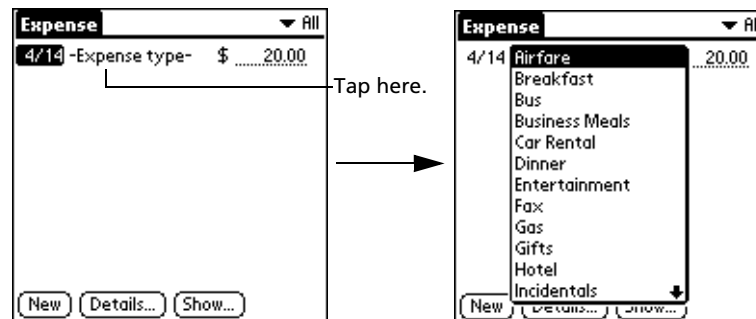 Expense
All
4/14 -Expense type- $ 20.00
Tap here.
New Details... Show...
Expense
4/14 Airfare 20.00
Breakfast
Bus
Business Meals
Car Rental
Dinner
Entertainment
Fax
Gas
Gifts
Hotel
Incidentals
New